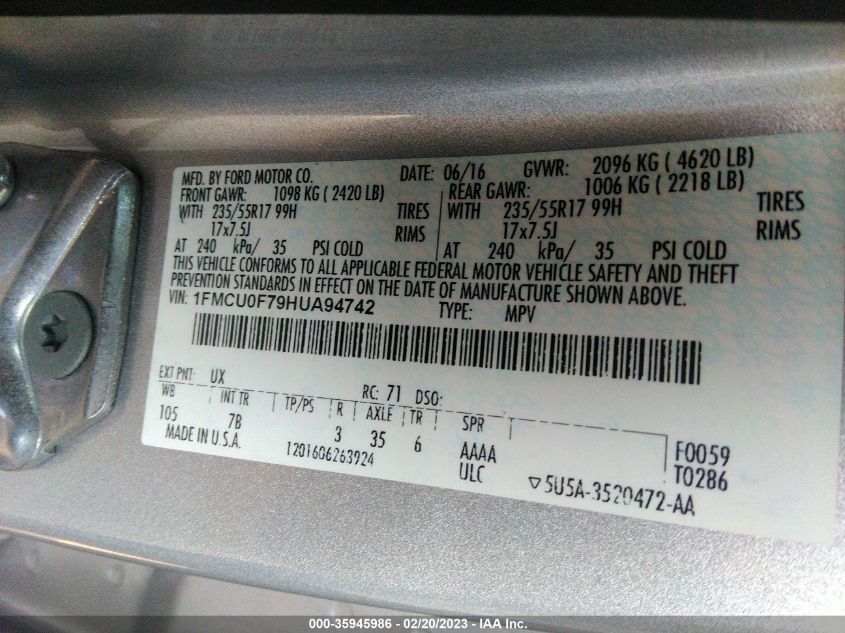 MFD. BY FORD MOTOR CO. DATE: 06/16 GVWR: 2096 KG ( 4620 LB)
FRONT GAWR: 1098 KG ( 2420 LB) REAR GAWR: 1006 KG ( 2218 LB)
WITH 235/55R17 99H TIRES WITH 235/55R17 99H TIRES
17x7.5J RIMS 17x7.5J RIMS
AT 240 kPa/ 35 PSI COLD AT 240 kPa/ 35 PSI COLD
THIS VEHICLE CONFORMS TO ALL APPLICABLE FEDERAL MOTOR VEHICLE SAFETY AND THEFT
PREVENTION STANDARDS IN EFFECT ON THE DATE OF MANUFACTURE SHOWN ABOVE.
VIN: 1FMCU0F79HUA94742 TYPE: MPV
EXT PNT: UX RC: 71 DSO:
WB INT TR TP/PS R AXLE TR SPR
105 7B 3 35 6 AAAA F0059
MADE IN U.S.A. 1201606263924 ULC T0286
▽5U5A-3520472-AA
000-35945986 - 02/20/2023 - IAA Inc.